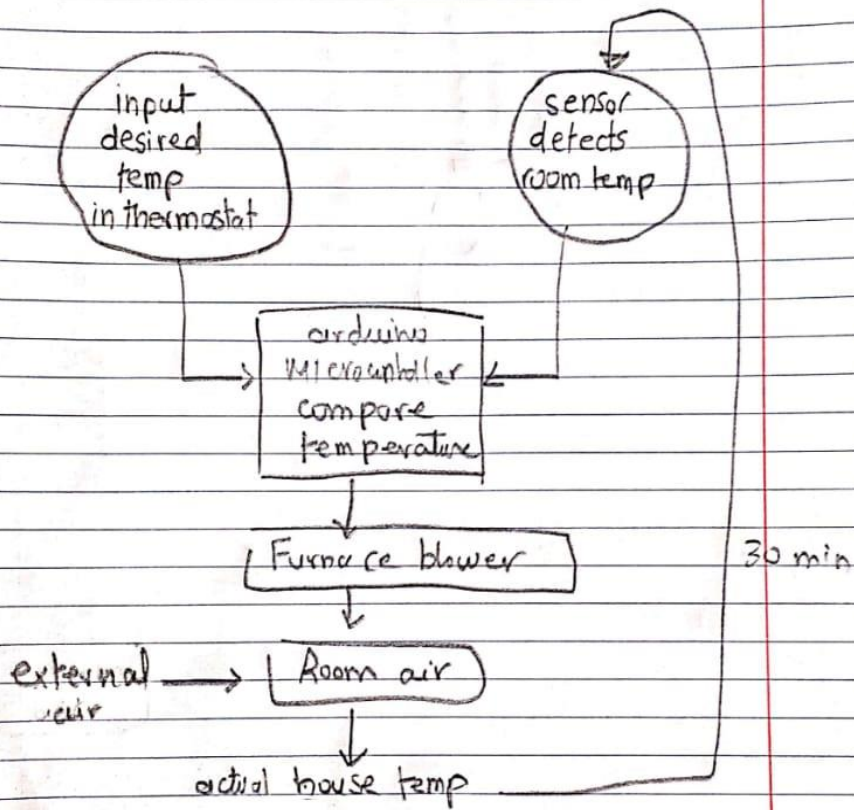 input
desired
temp
in thermostat
sensor
detects
room temp
arduino
Micrountoller
compare
temperature
Furnace blower
30 min
external
air
Room air
actual house temp